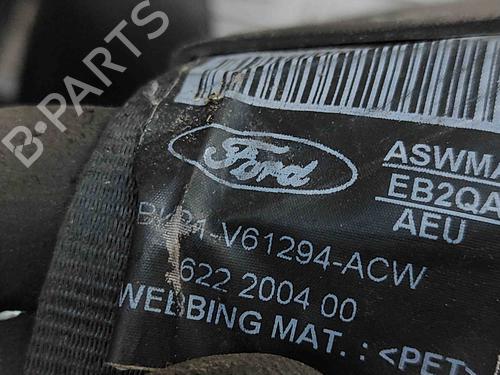 B-PARTS
Ford
ASWMA
EB2QA
AEU
V61294-ACW
622 2004 00
WEBBING MAT. : <PET>